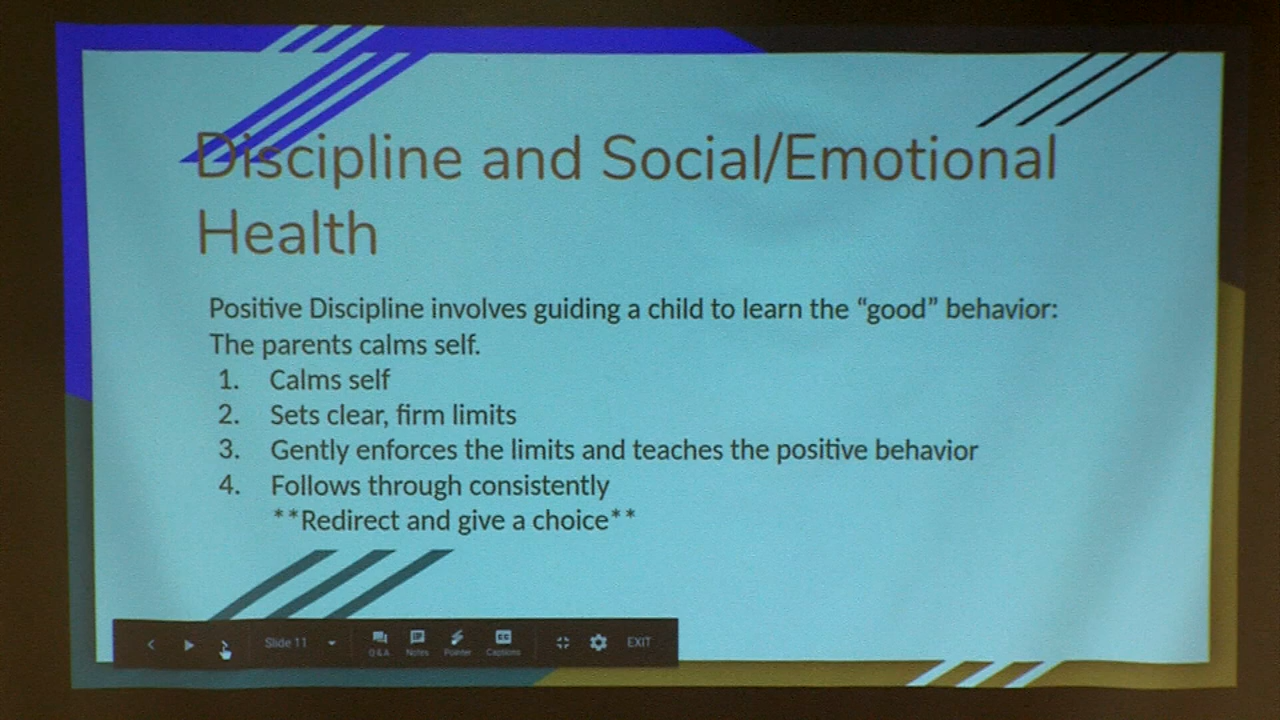 Discipline and Social/Emotional
Health
Positive Discipline involves guiding a child to learn the “good” behavior:
The parents calms self.
1. Calms self
2. Sets clear, firm limits
3. Gently enforces the limits and teaches the positive behavior
4. Follows through consistently
**Redirect and give a choice**
Slide 11
Q&A Notes Pointer Captions
EXIT